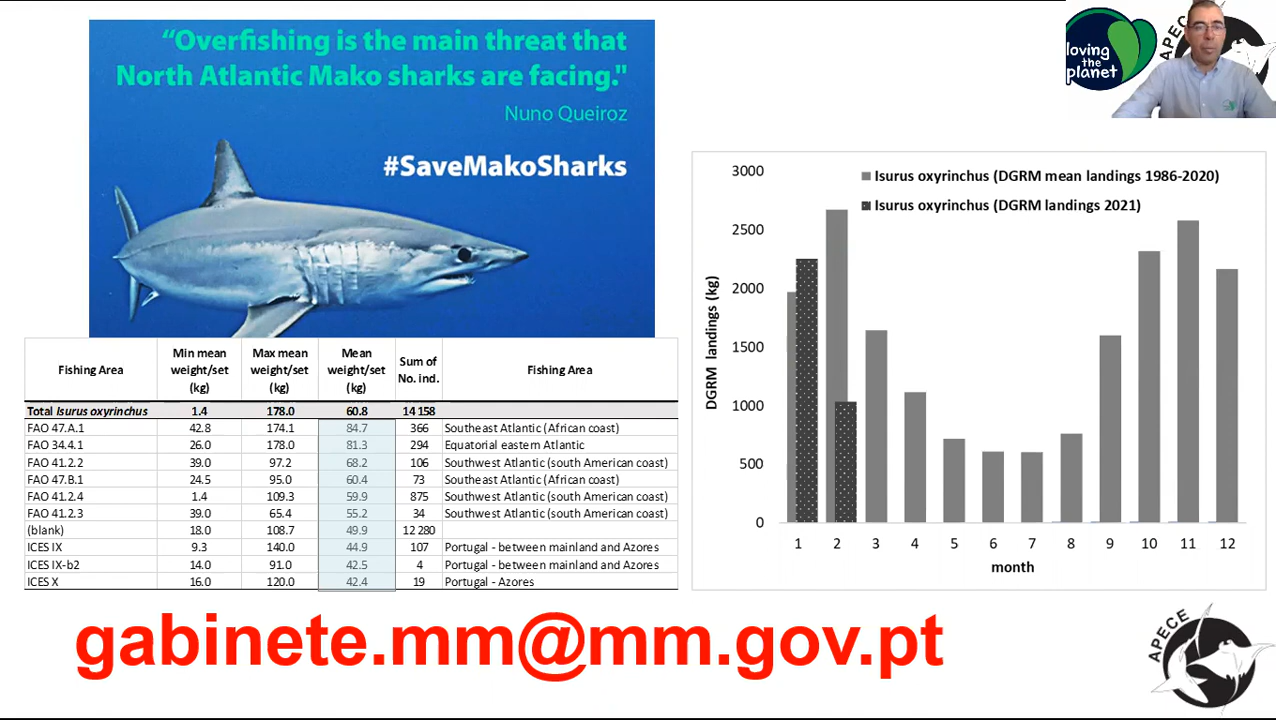 “Overfishing is the main threat that
North Atlantic Mako sharks are facing."
Nuno Queiroz
#SaveMakoSharks
loving
the
planet
APECE
Isurus oxyrinchus (DGRM mean landings 1986-2020)
Isurus oxyrinchus (DGRM landings 2021)
DGRM landings (kg)
3000
2500
2000
1500
1000
500
0
1 2 3 4 5 6 7 8 9 10 11 12
month
Fishing Area Min mean weight/set (kg) Max mean weight/set (kg) Mean weight/set (kg) Sum of No. ind. Fishing Area
Total Isurus oxyrinchus 1.4 178.0 60.8 14 158
FAO 47.A.1 42.8 174.1 84.7 366 Southeast Atlantic (African coast)
FAO 34.4.1 26.0 178.0 81.3 294 Equatorial eastern Atlantic
FAO 41.2.2 39.0 97.2 68.2 106 Southwest Atlantic (south American coast)
FAO 47.B.1 24.5 95.0 60.4 73 Southeast Atlantic (African coast)
FAO 41.2.4 1.4 109.3 59.9 875 Southwest Atlantic (south American coast)
FAO 41.2.3 39.0 65.4 55.2 34 Southwest Atlantic (south American coast)
(blank) 18.0 108.7 49.9 12 280
ICES IX 9.3 140.0 44.9 107 Portugal - between mainland and Azores
ICES IX-b2 14.0 91.0 42.5 4 Portugal - between mainland and Azores
ICES X 16.0 120.0 42.4 19 Portugal - Azores
gabinete.mm@mm.gov.pt
APECE